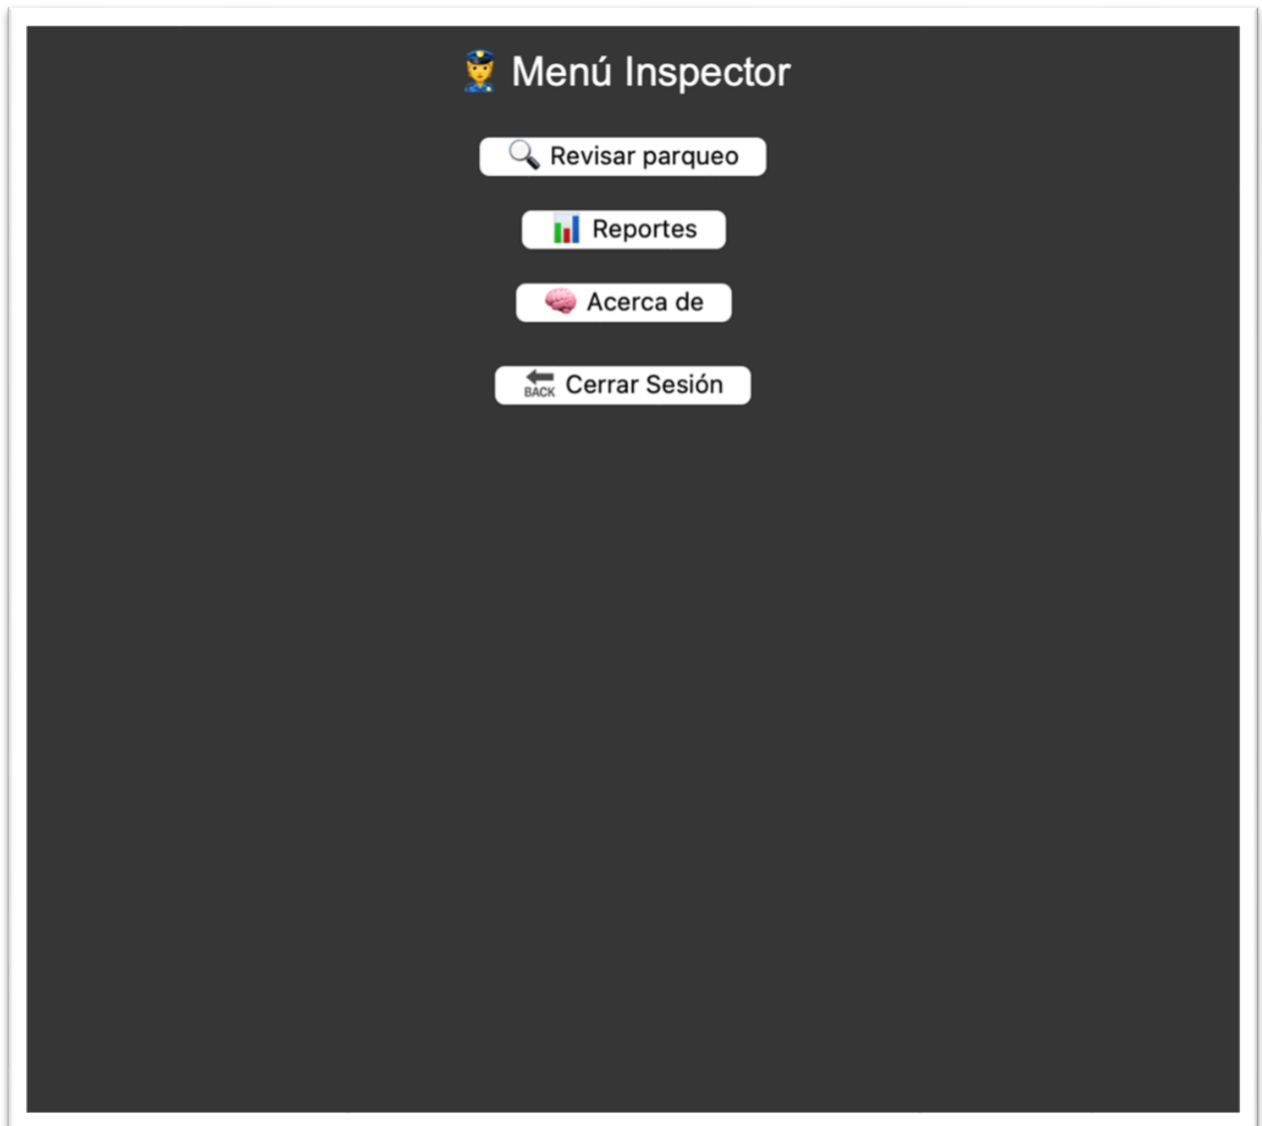 Menú Inspector
Revisar parqueo
Reportes
Acerca de
BACK Cerrar Sesión